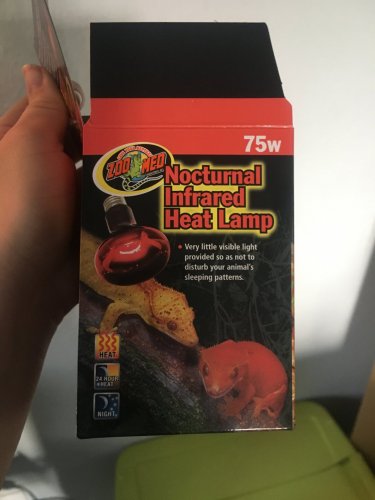 75W
ZOO MED
Nocturnal
Infrared
Heat Lamp
• Very little visible light
provided so as not to
disturb your animal's
sleeping patterns.
HEAT
24 HOUR
HEAT
NIGHT